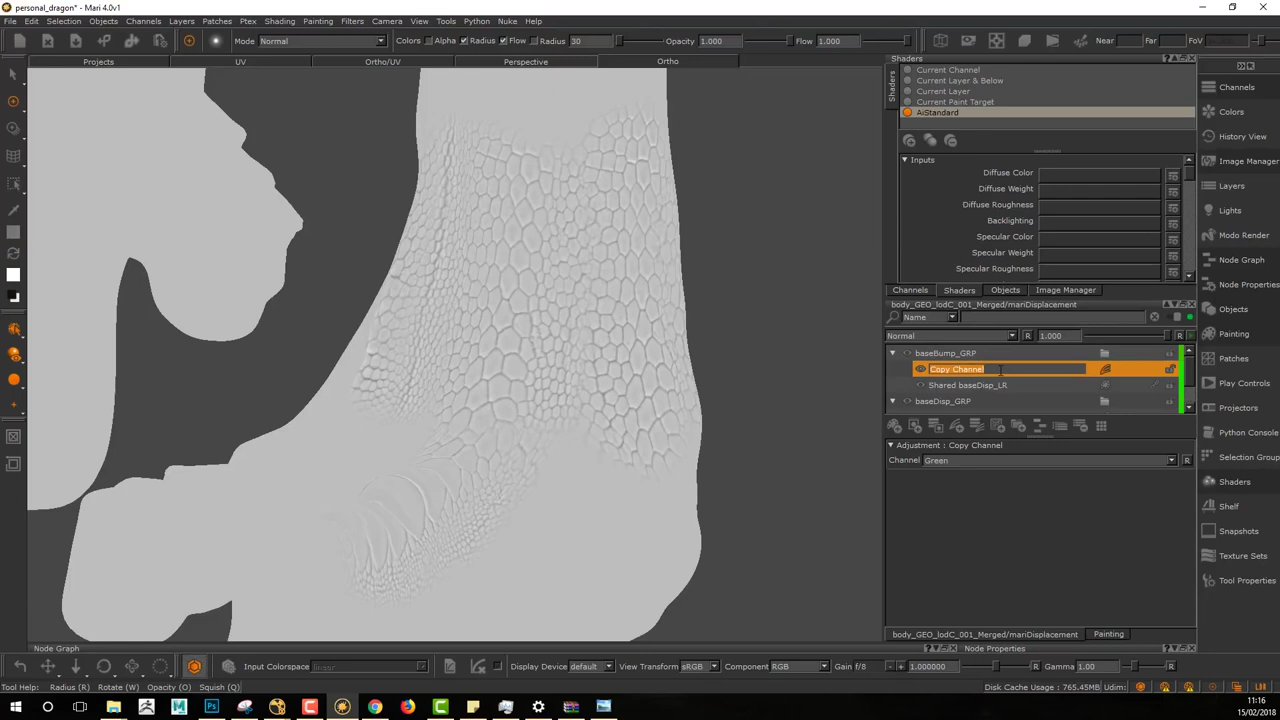 personal_dragon* - Mari 4.0v1
File Edit Selection Objects Channels Layers Patches Ptex Shading Painting Filters Camera View Tools Python Nuke Help
Mode Normal Colors Alpha Radius Flow Radius 30 Opacity 1.000 Flow 1.000 Near Far FoV
Projects UV Ortho/UV Perspective Ortho
Shaders
Shaders
Current Channel
Current Layer & Below
Current Layer
Current Paint Target
AiStandard
Inputs
Diffuse Color
Diffuse Weight
Diffuse Roughness
Backlighting
Specular Color
Specular Weight
Specular Roughness
Channels Shaders Objects Image Manager
body_GEO_lodC_001_Merged/mariDisplacement
Name
Normal R 1.000 R
baseBump_GRP
Copy Channel
Shared baseDisp_LR
baseDisp_GRP
Adjustment : Copy Channel
Channel Green R
body_GEO_lodC_001_Merged/mariDisplacement Painting
Channels
Colors
History View
Image Manager
Layers
Lights
Modo Render
Node Graph
Node Properties
Objects
Painting
Patches
Play Controls
Projectors
Python Console
Selection Group
Shaders
Shelf
Snapshots
Texture Sets
Tool Properties
Node Graph Node Properties
Input Colorspace linear Display Device default View Transform sRGB Component RGB Gain f/8 1.000000 R Gamma 1.00 R
Tool Help: Radius (R) Rotate (W) Opacity (O) Squish (Q) Disk Cache Usage : 765.45MB Udim:
11:16
15/02/2018